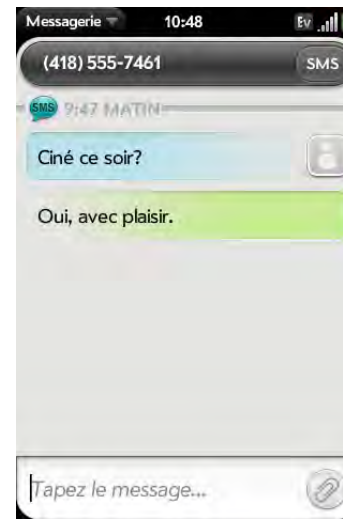 Messagerie 10:48 Ev
(418) 555-7461 SMS
SMS 9:47 MATIN
Ciné ce soir?
Oui, avec plaisir.
Tapez le message...